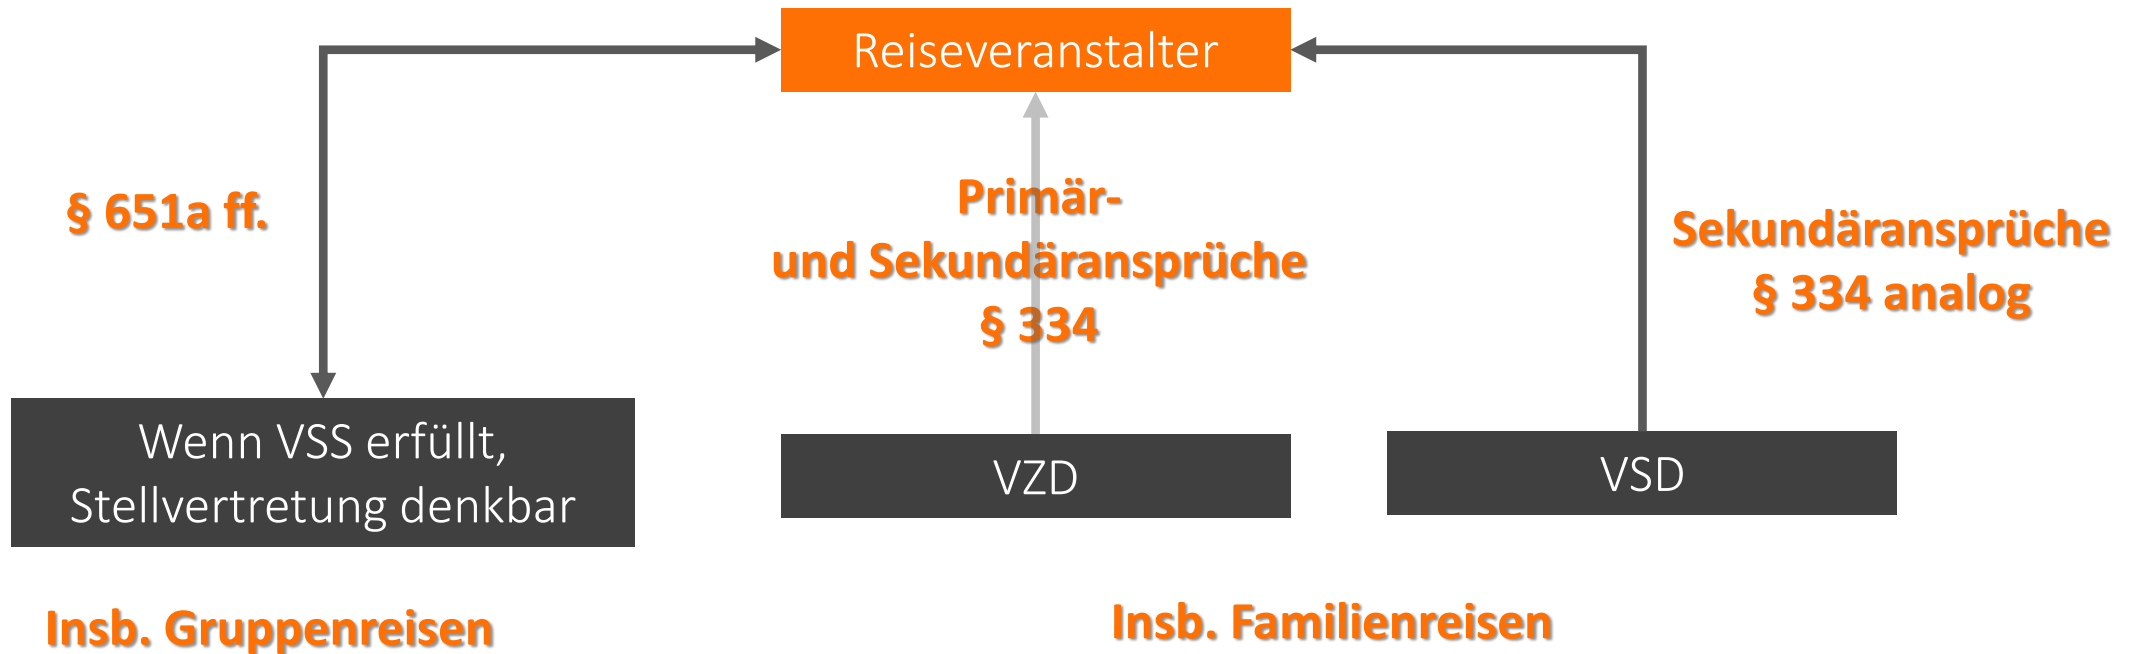 Reiseveranstalter
§ 651a ff.
Primär-
und Sekundäransprüche
§ 334
Sekundäransprüche
§ 334 analog
Wenn VSS erfüllt,
Stellvertretung denkbar
VZD
VSD
Insb. Gruppenreisen
Insb. Familienreisen